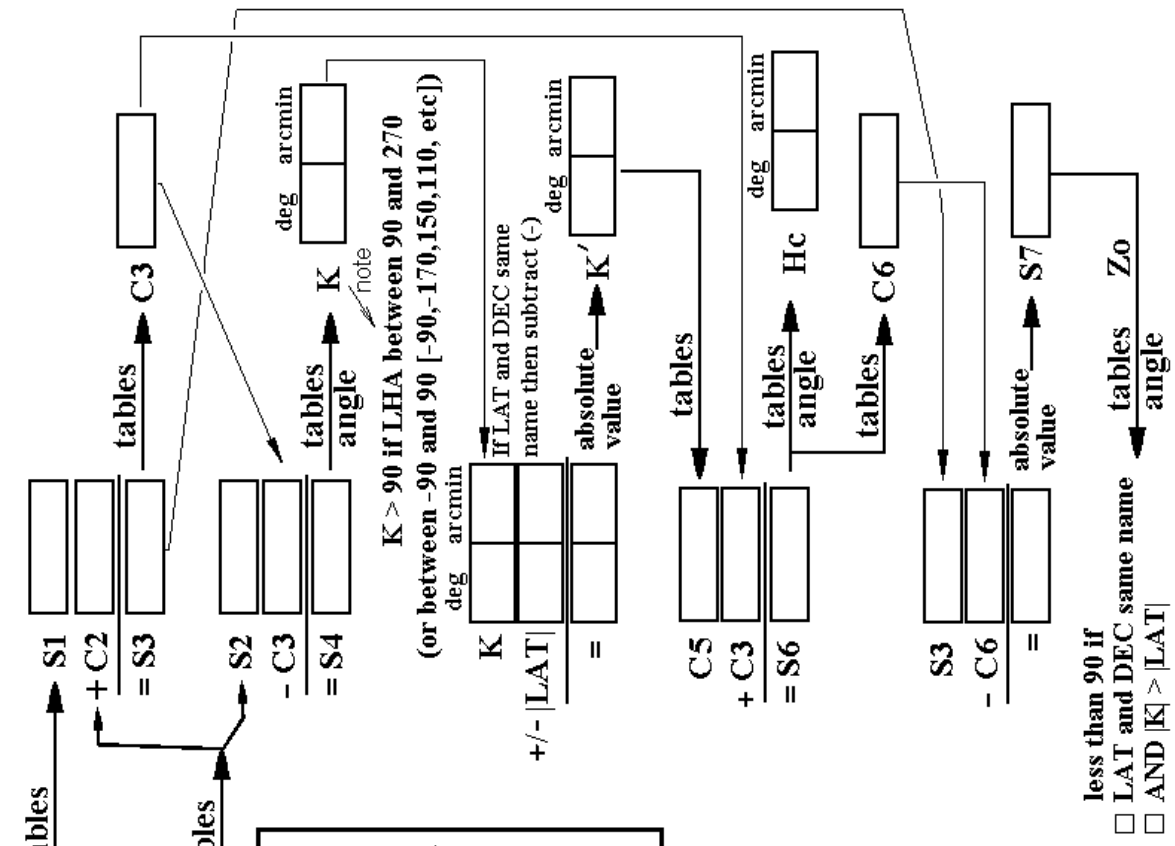 ables
S1
+ C2
= S3
tables
C3
bles
S2
- C3
= S4
tables
angle
K
deg arcmin
note
K > 90 if LHA between 90 and 270
(or between -90 and 90 [-90,-170,150,110, etc])
deg arcmin
K
If LAT and DEC same
name then subtract (-)
+/- |LAT|
=
absolute
value
K'
deg arcmin
tables
C5
+ C3
= S6
tables
angle
Hc
deg arcmin
tables
C6
S3
- C6
=
absolute
value
S7
tables
angle
Zo
less than 90 if
□ LAT and DEC same name
□ AND |K| > |LAT|